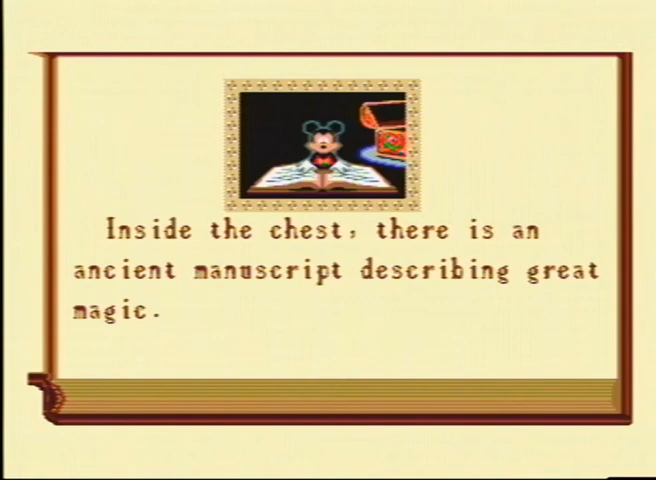 Inside the chest, there is an
ancient manuscript describing great
magic.